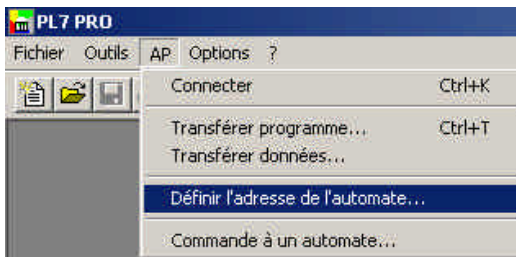 PL7 PRO
Fichier Outils AP Options ?
Connecter Ctrl+K
Transférer programme... Ctrl+T
Transférer données...
Définir l'adresse de l'automate...
Commande à un automate...